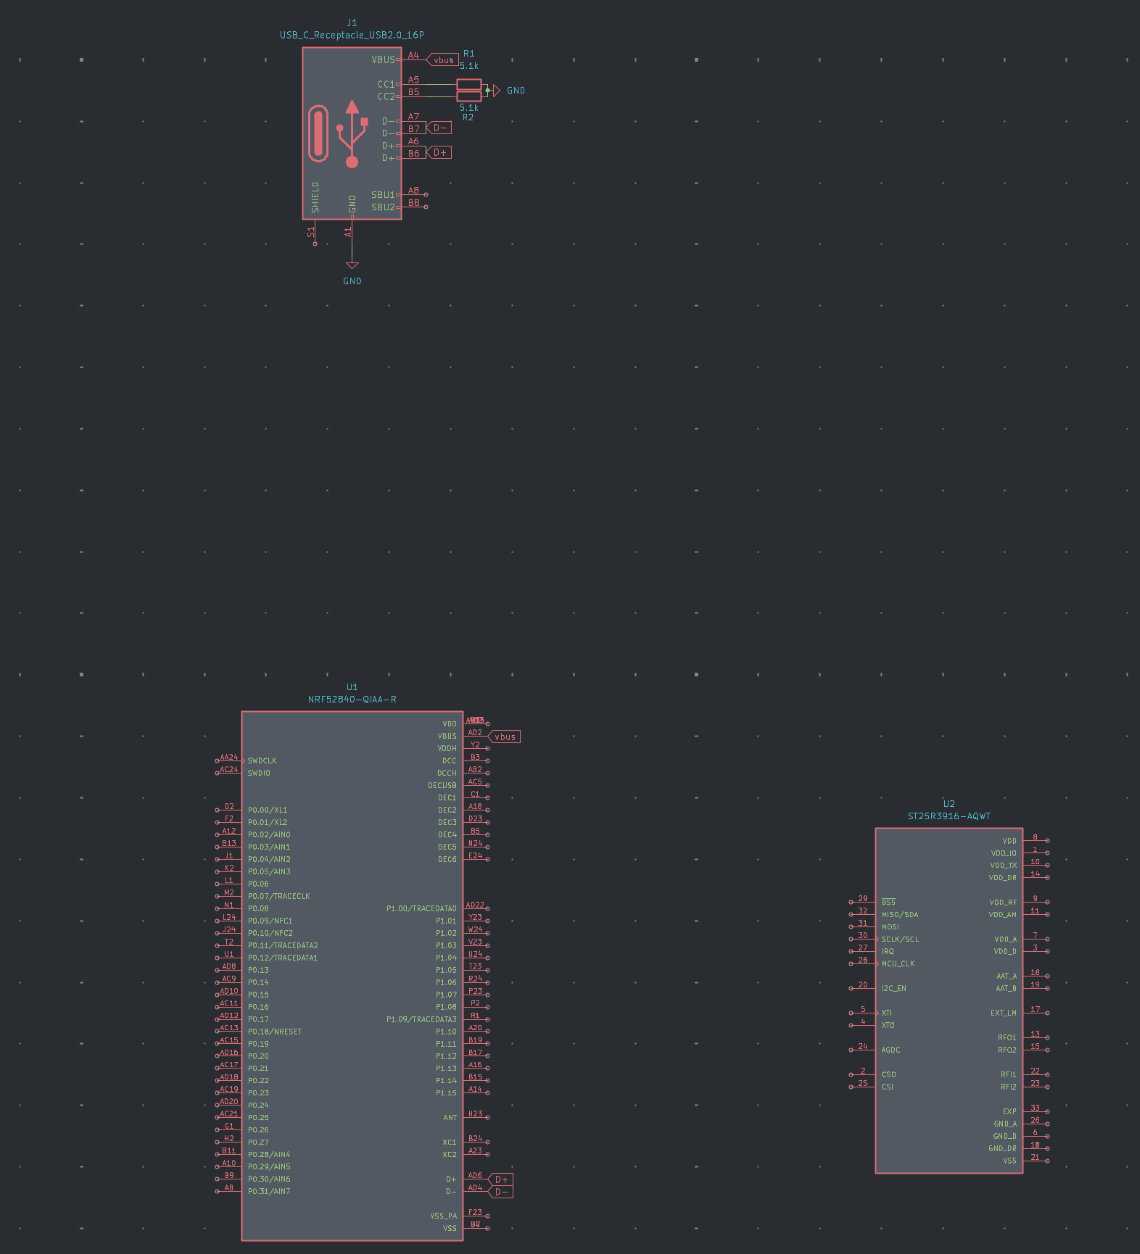 J1
USB_C_Receptacle_USB2.0_16P
VBUS A4 vbus
R1
5.1k
CC1 A5
CC2 B5
GND
5.1k
R2
D- A7
D- B7 D-
D+ A6
D+ B6 D+
SBU1 A8
SBU2 B8
SHIELD GND
S1 A1
GND
U1
NRF52840-QIAA-R
VDD
VBUS AD2 vbus
VDDH Y2
AA24 SWDCLK DCC B3
AC24 SWDIO DCCH AB2
DECUSB AC5
DEC1 C1
D2 P0.00/XL1 DEC2 A18
F2 P0.01/XL2 DEC3 D23
A12 P0.02/AIN0 DEC4 B5
B13 P0.03/AIN1 DEC5 N24
J1 P0.04/AIN2 DEC6 E24
K2 P0.05/AIN3
L1 P0.06
M2 P0.07/TRACECLK
N1 P0.08 P1.00/TRACEDATA0 AD22
L24 P0.09/NFC1 P1.01 Y23
J24 P0.10/NFC2 P1.02 W24
T2 P0.11/TRACEDATA2 P1.03 V23
U1 P0.12/TRACEDATA1 P1.04 U24
AD8 P0.13 P1.05 T23
AC9 P0.14 P1.06 R24
AD10 P0.15 P1.07 P23
AC11 P0.16 P1.08 P2
AD12 P0.17 P1.09/TRACEDATA3 R1
AC13 P0.18/NRESET P1.10 A20
AC15 P0.19 P1.11 B19
AD16 P0.20 P1.12 B17
AC17 P0.21 P1.13 A16
AD18 P0.22 P1.14 B15
AC19 P0.23 P1.15 A14
AD20 P0.24
AC21 P0.25 ANT H23
G1 P0.26
H2 P0.27 XC1 B24
B11 P0.28/AIN4 XC2 A23
A10 P0.29/AIN5
B9 P0.30/AIN6 D+ AD6 D+
A8 P0.31/AIN7 D- AD4 D-
VSS_PA F23
VSS
U2
ST25R3916-AQWT
VDD 8
VDD_IO 1
VDD_TX 10
VDD_DR 14
29 BSS VDD_RF 9
32 MISO/SDA VDD_AM 11
31 MOSI
30 SCLK/SCL VDD_A 7
27 IRQ VDD_D 3
28 MCU_CLK
AAT_A 18
20 I2C_EN AAT_B 19
5 XTI EXT_LM 17
4 XTO
RFO1 13
24 AGDC RFO2 15
2 CSO RFI1 22
25 CSI RFI2 23
EXP 33
GND_A 26
GND_D 6
GND_DR
VSS 21